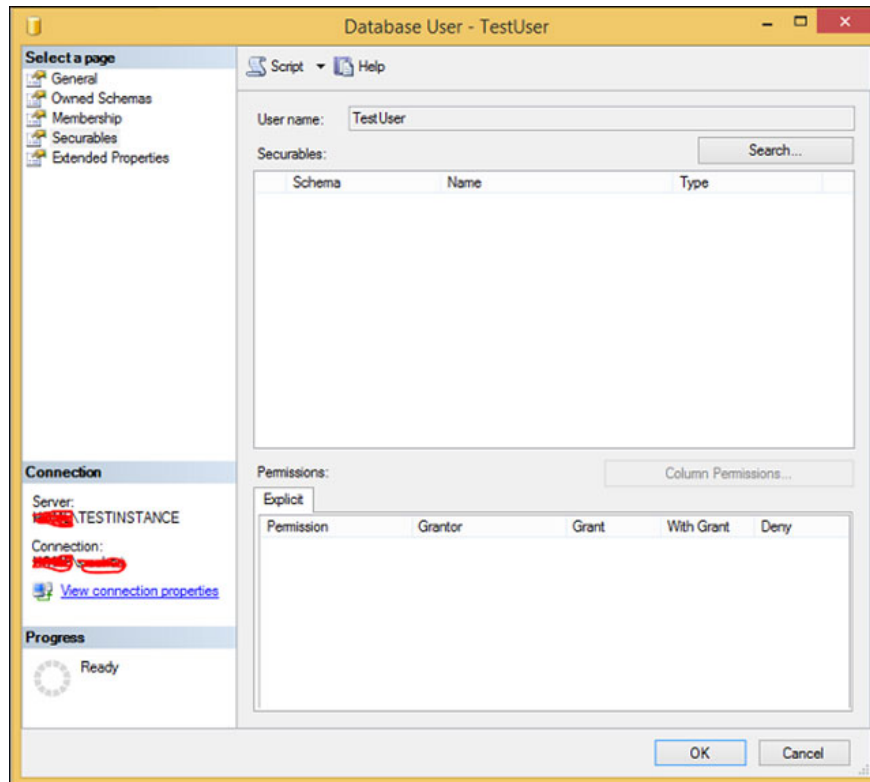 Database User - TestUser
Select a page
General
Owned Schemas
Membership
Securables
Extended Properties
Script
Help
User name: TestUser
Securables:
Search...
Schema Name Type
Connection
Server:
\TESTINSTANCE
Connection:
View connection properties
Progress
Ready
Permissions:
Column Permissions...
Explicit
Permission Grantor Grant With Grant Deny
OK
Cancel